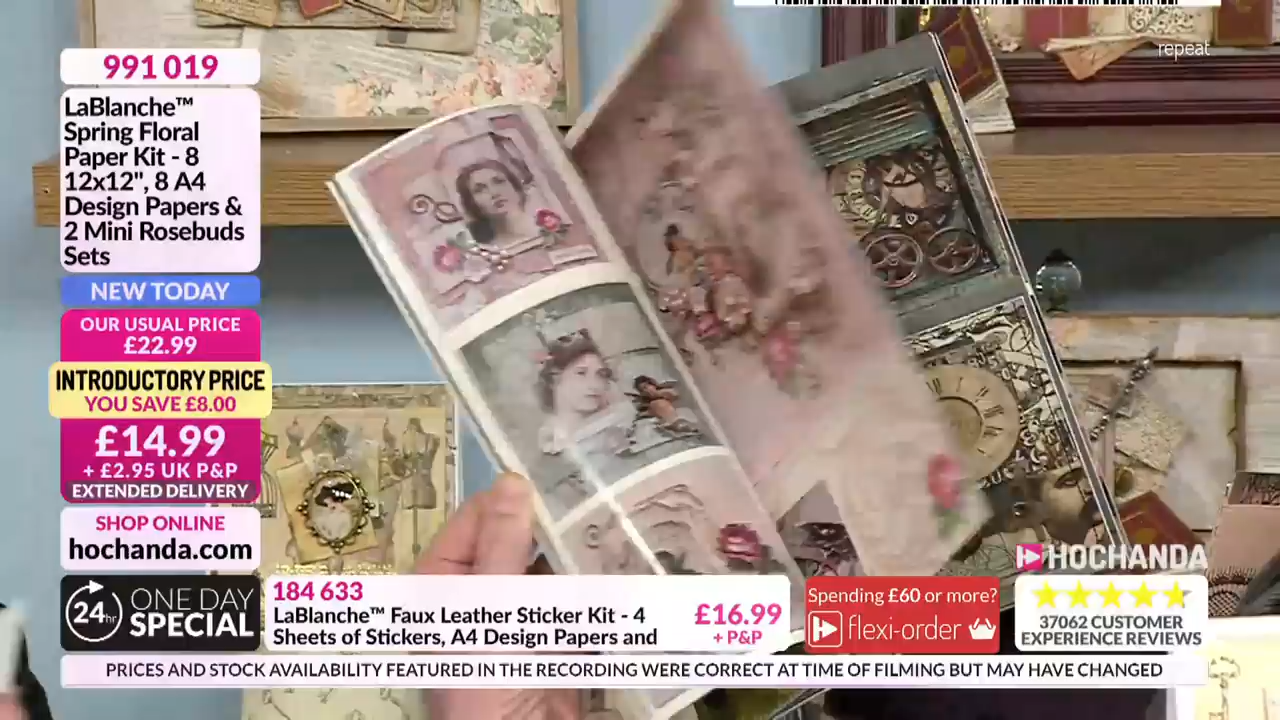 repeat
991 019
LaBlanche™
Spring Floral
Paper Kit - 8
12x12", 8 A4
Design Papers &
2 Mini Rosebuds
Sets
NEW TODAY
OUR USUAL PRICE
£22.99
INTRODUCTORY PRICE
YOU SAVE £8.00
£14.99
+ £2.95 UK P&P
EXTENDED DELIVERY
SHOP ONLINE
hochanda.com
HOCHANDA
24hr ONE DAY
SPECIAL
184 633
LaBlanche™ Faux Leather Sticker Kit - 4
Sheets of Stickers, A4 Design Papers and
£16.99
+ P&P
Spending £60 or more?
flexi-order
37062 CUSTOMER
EXPERIENCE REVIEWS
PRICES AND STOCK AVAILABILITY FEATURED IN THE RECORDING WERE CORRECT AT TIME OF FILMING BUT MAY HAVE CHANGED